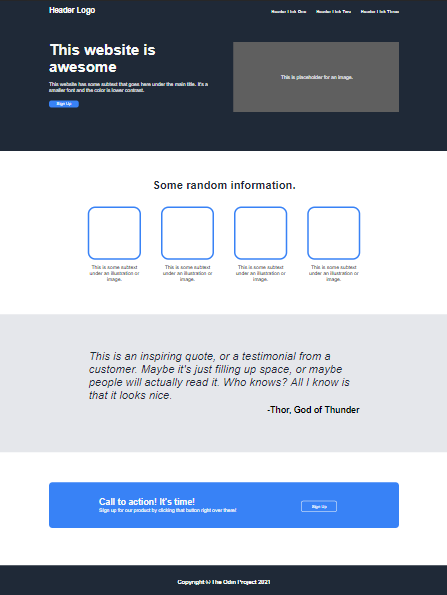 Header Logo
Header Link One Header Link Two Header Link Three
This website is
awesome
This website has some subtext that goes here under the main title. It's a
smaller font and the color is lower contrast.
Sign Up
This is placeholder for an image.
Some random information.
This is some subtext
under an illustration or
image.
This is some subtext
under an illustration or
image.
This is some subtext
under an illustration or
image.
This is some subtext
under an illustration or
image.
This is an inspiring quote, or a testimonial from a
customer. Maybe it's just filling up space, or maybe
people will actually read it. Who knows? All I know is
that it looks nice.
-Thor, God of Thunder
Call to action! It's time!
Sign up for our product by clicking that button right over there!
Sign Up
Copyright © The Odin Project 2021